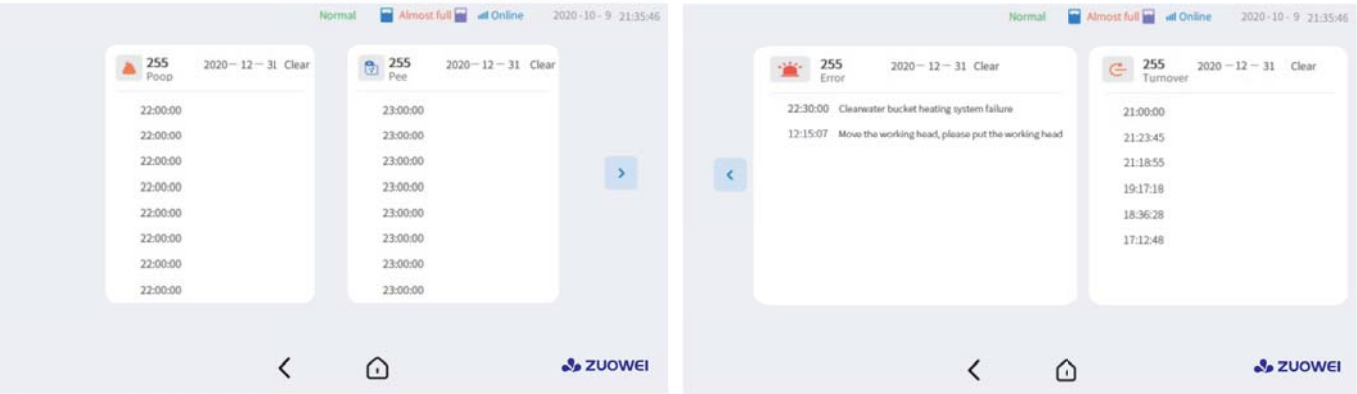 Normal Almost full Online 2020-10- 9 21:35:46
255 2020－12－31 Clear
Poop
22:00:00
22:00:00
22:00:00
22:00:00
22:00:00
22:00:00
22:00:00
22:00:00
255 2020－12－31 Clear
Pee
23:00:00
23:00:00
23:00:00
23:00:00
23:00:00
23:00:00
23:00:00
23:00:00
ZUOWEI
Normal Almost full Online 2020-10- 9 21:35:46
255 2020－12－31 Clear
Error
22:30:00 Clearwater bucket heating system failure
12:15:07 Move the working head, please put the working head
255 2020－12－31 Clear
Turnover
21:00:00
21:23:45
21:18:55
19:17:18
18:36:28
17:12:48
ZUOWEI